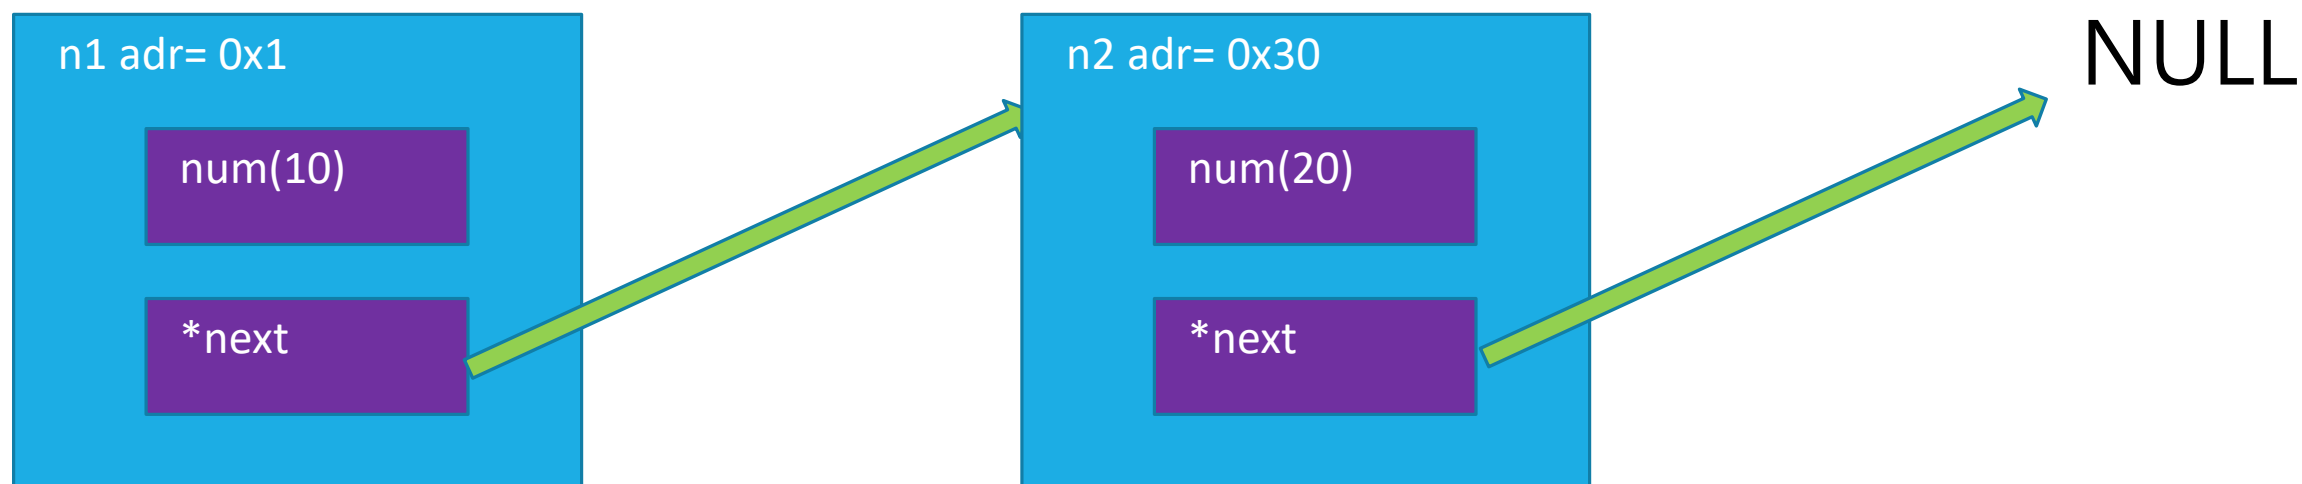 n1 adr= 0x1
num(10)
*next
n2 adr= 0x30
num(20)
*next
NULL